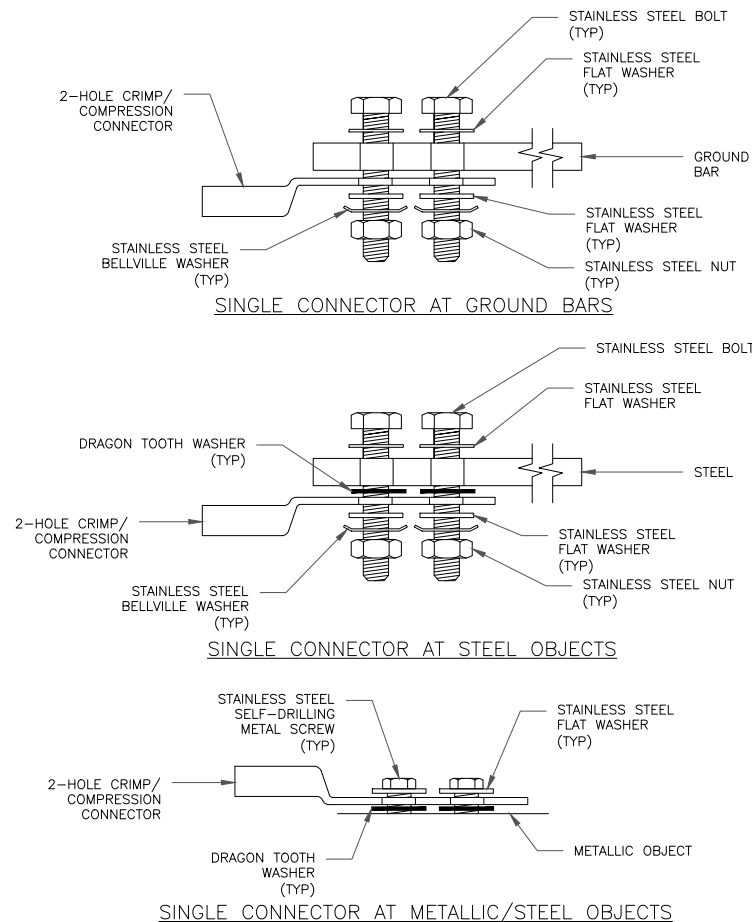 STAINLESS STEEL BOLT
(TYP)
STAINLESS STEEL
FLAT WASHER
(TYP)
2-HOLE CRIMP/
COMPRESSION
CONNECTOR
GROUND
BAR
STAINLESS STEEL
FLAT WASHER
(TYP)
STAINLESS STEEL
BELLVILLE WASHER
(TYP)
STAINLESS STEEL NUT
(TYP)
SINGLE CONNECTOR AT GROUND BARS
STAINLESS STEEL BOLT
STAINLESS STEEL
FLAT WASHER
DRAGON TOOTH WASHER
(TYP)
STEEL
2-HOLE CRIMP/
COMPRESSION
CONNECTOR
STAINLESS STEEL
FLAT WASHER
(TYP)
STAINLESS STEEL
BELLVILLE WASHER
(TYP)
STAINLESS STEEL NUT
(TYP)
SINGLE CONNECTOR AT STEEL OBJECTS
STAINLESS STEEL
SELF-DRILLING
METAL SCREW
(TYP)
STAINLESS STEEL
FLAT WASHER
(TYP)
2-HOLE CRIMP/
COMPRESSION
CONNECTOR
DRAGON TOOTH
WASHER
(TYP)
METALLIC OBJECT
SINGLE CONNECTOR AT METALLIC/STEEL OBJECTS